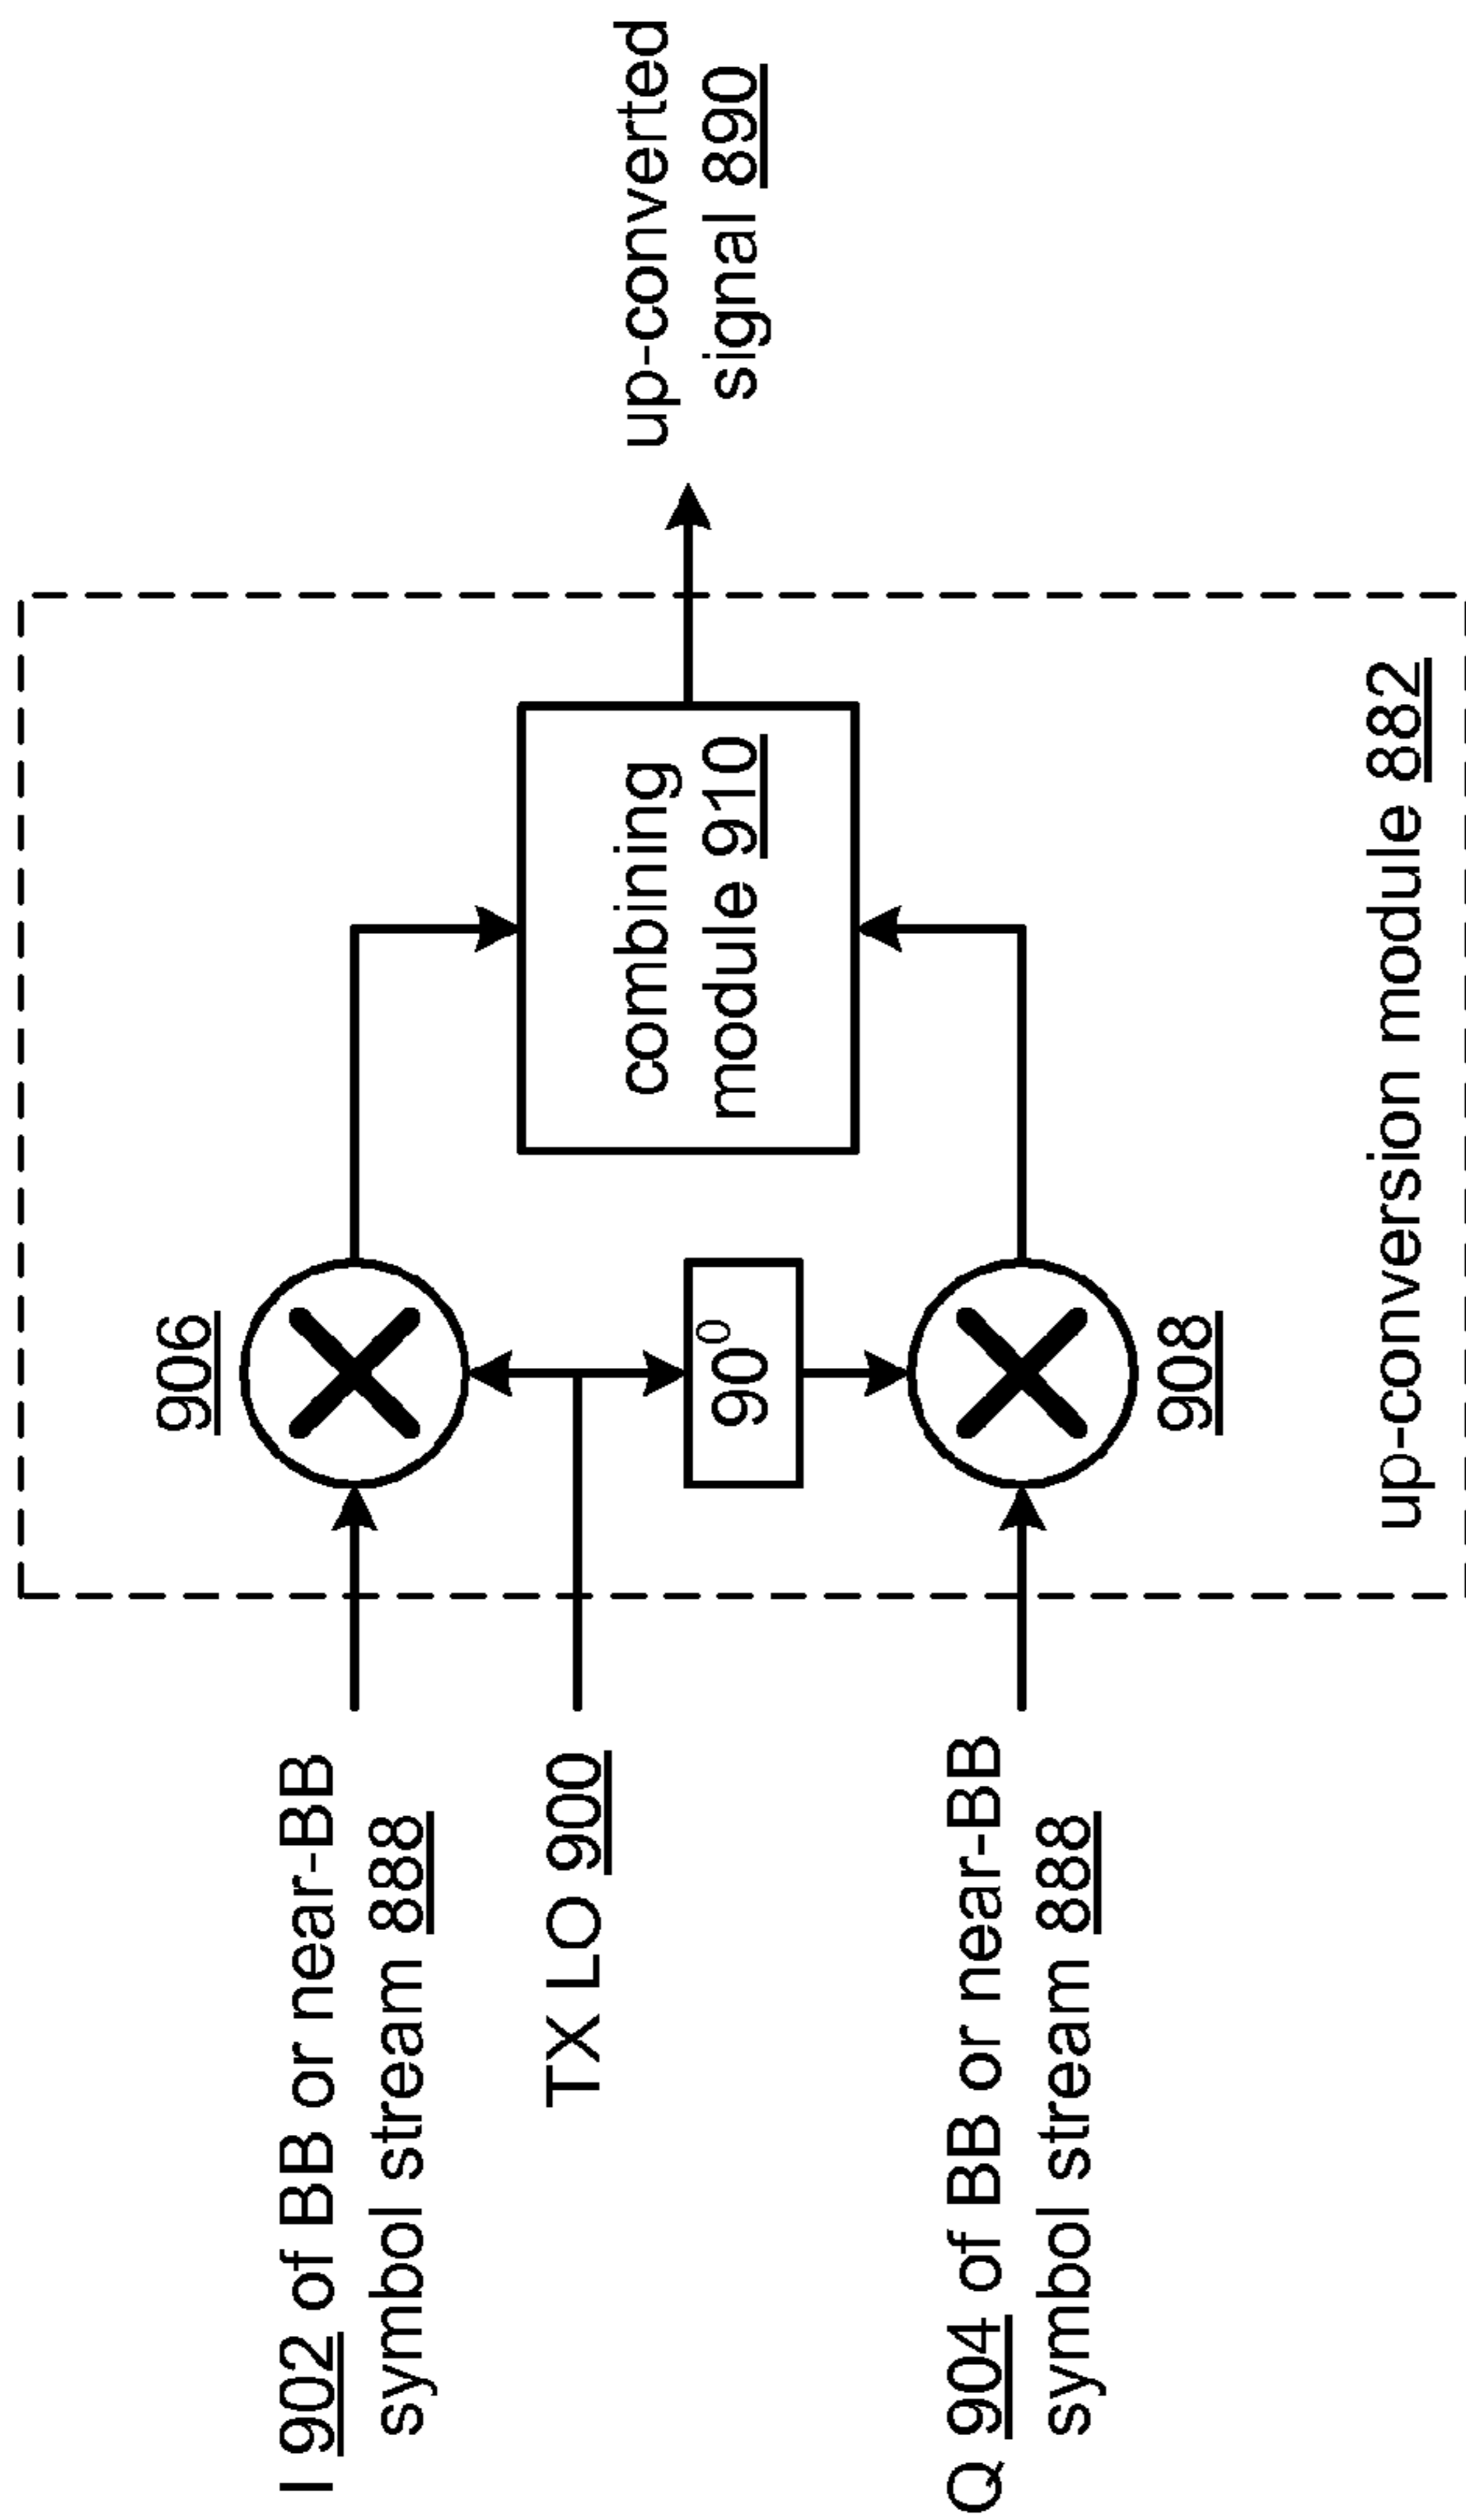 906
I 902 of BB or near-BB
symbol stream 888
TX LO 900
90⁰
combining
module 910
up-converted
signal 890
Q 904 of BB or near-BB
symbol stream 888
908
up-conversion module 882